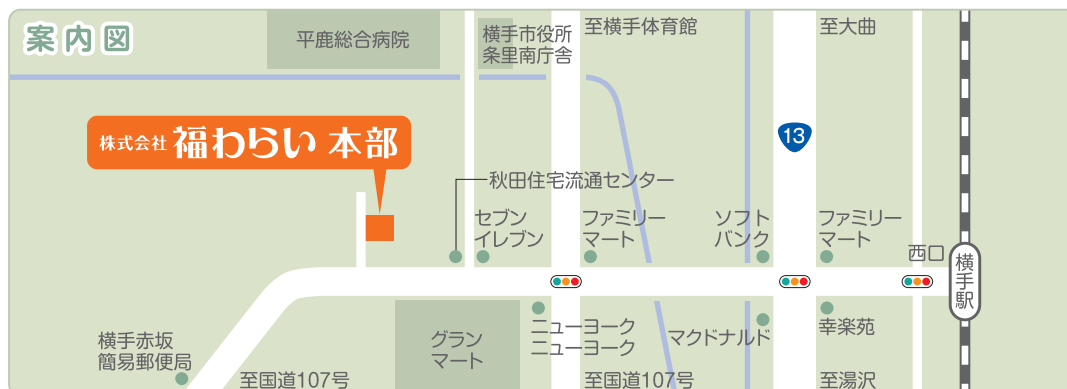 案内図
平鹿総合病院
横手市役所
条里南庁舎
至横手体育館
至大曲
株式会社 福わらい 本部
13
秋田住宅流通センター
セブン
イレブン
ファミリー
マート
ソフト
バンク
ファミリー
マート
西口
横手駅
横手赤坂
簡易郵便局
グラン
マート
ニューヨーク
ニューヨーク
マクドナルド
幸楽苑
至国道107号
至国道107号
至湯沢